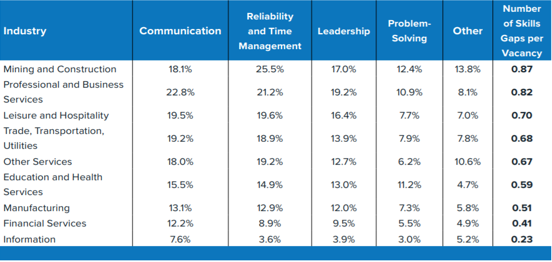 Industry Communication Reliability and Time Management Leadership Problem-Solving Other Number of Skills Gaps per Vacancy
Mining and Construction 18.1% 25.5% 17.0% 12.4% 13.8% 0.87
Professional and Business Services 22.8% 21.2% 19.2% 10.9% 8.1% 0.82
Leisure and Hospitality 19.5% 19.6% 16.4% 7.7% 7.0% 0.70
Trade, Transportation, Utilities 19.2% 18.9% 13.9% 7.9% 7.8% 0.68
Other Services 18.0% 19.2% 12.7% 6.2% 10.6% 0.67
Education and Health Services 15.5% 14.9% 13.0% 11.2% 4.7% 0.59
Manufacturing 13.1% 12.9% 12.0% 7.3% 5.8% 0.51
Financial Services 12.2% 8.9% 9.5% 5.5% 4.9% 0.41
Information 7.6% 3.6% 3.9% 3.0% 5.2% 0.23